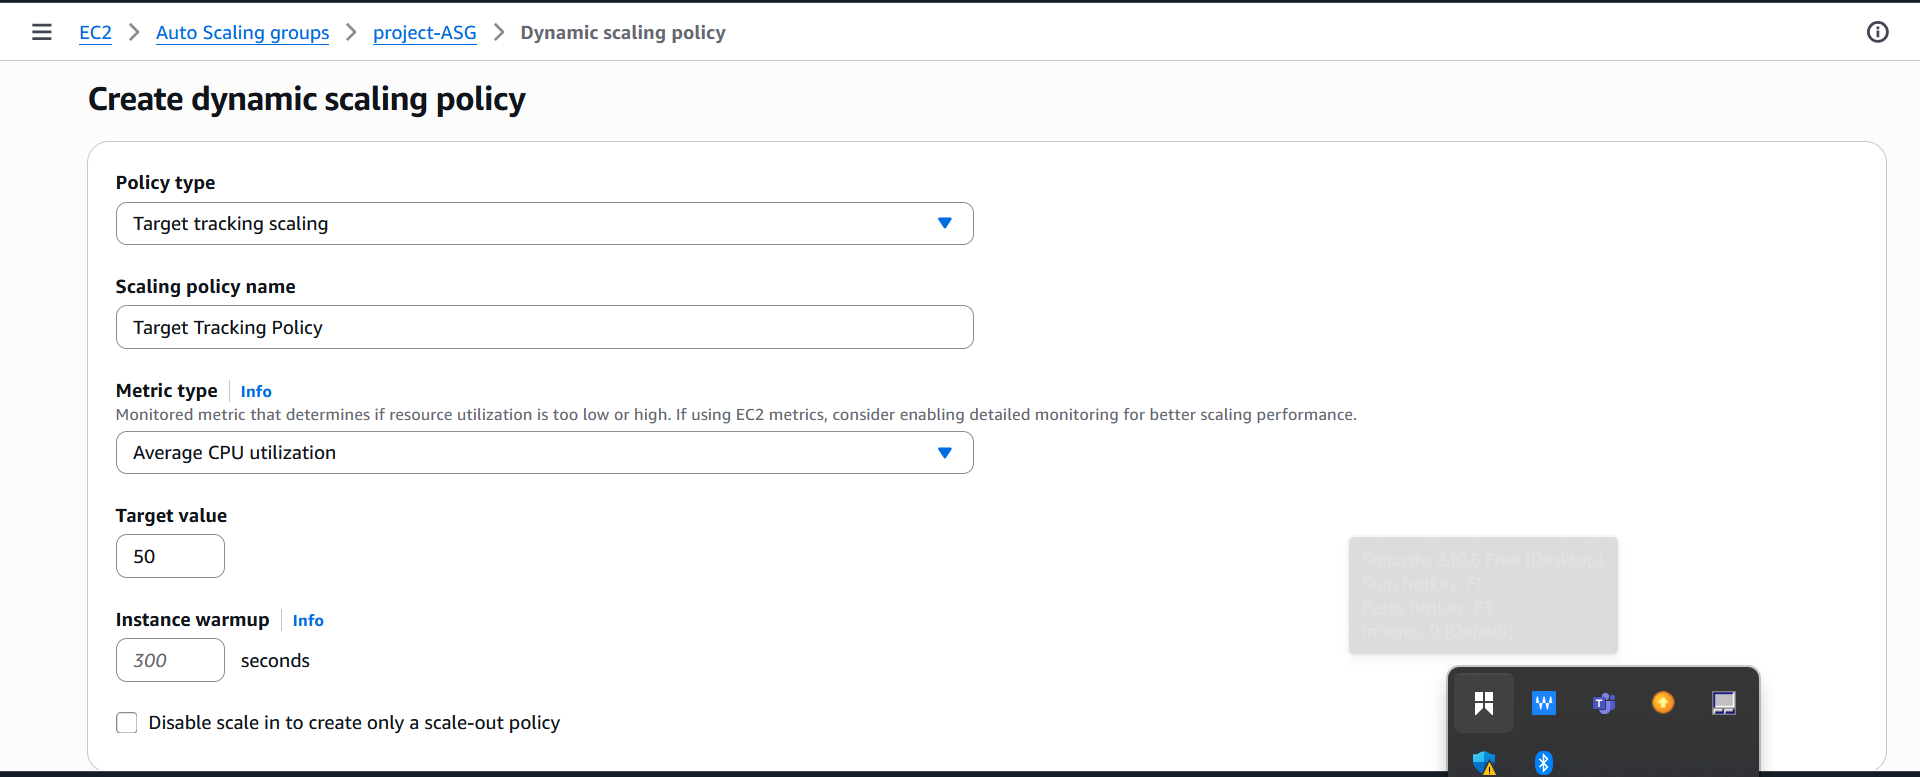 EC2 > Auto Scaling groups > project-ASG > Dynamic scaling policy
Create dynamic scaling policy
Policy type
Target tracking scaling
Scaling policy name
Target Tracking Policy
Metric type Info
Monitored metric that determines if resource utilization is too low or high. If using EC2 metrics, consider enabling detailed monitoring for better scaling performance.
Average CPU utilization
Target value
50
Instance warmup Info
300 seconds
Disable scale in to create only a scale-out policy
Snipaste 2.10.6 Free (Desktop)
Snip hotkey: F1
Paste hotkey: F3
Images: 0 [Default]